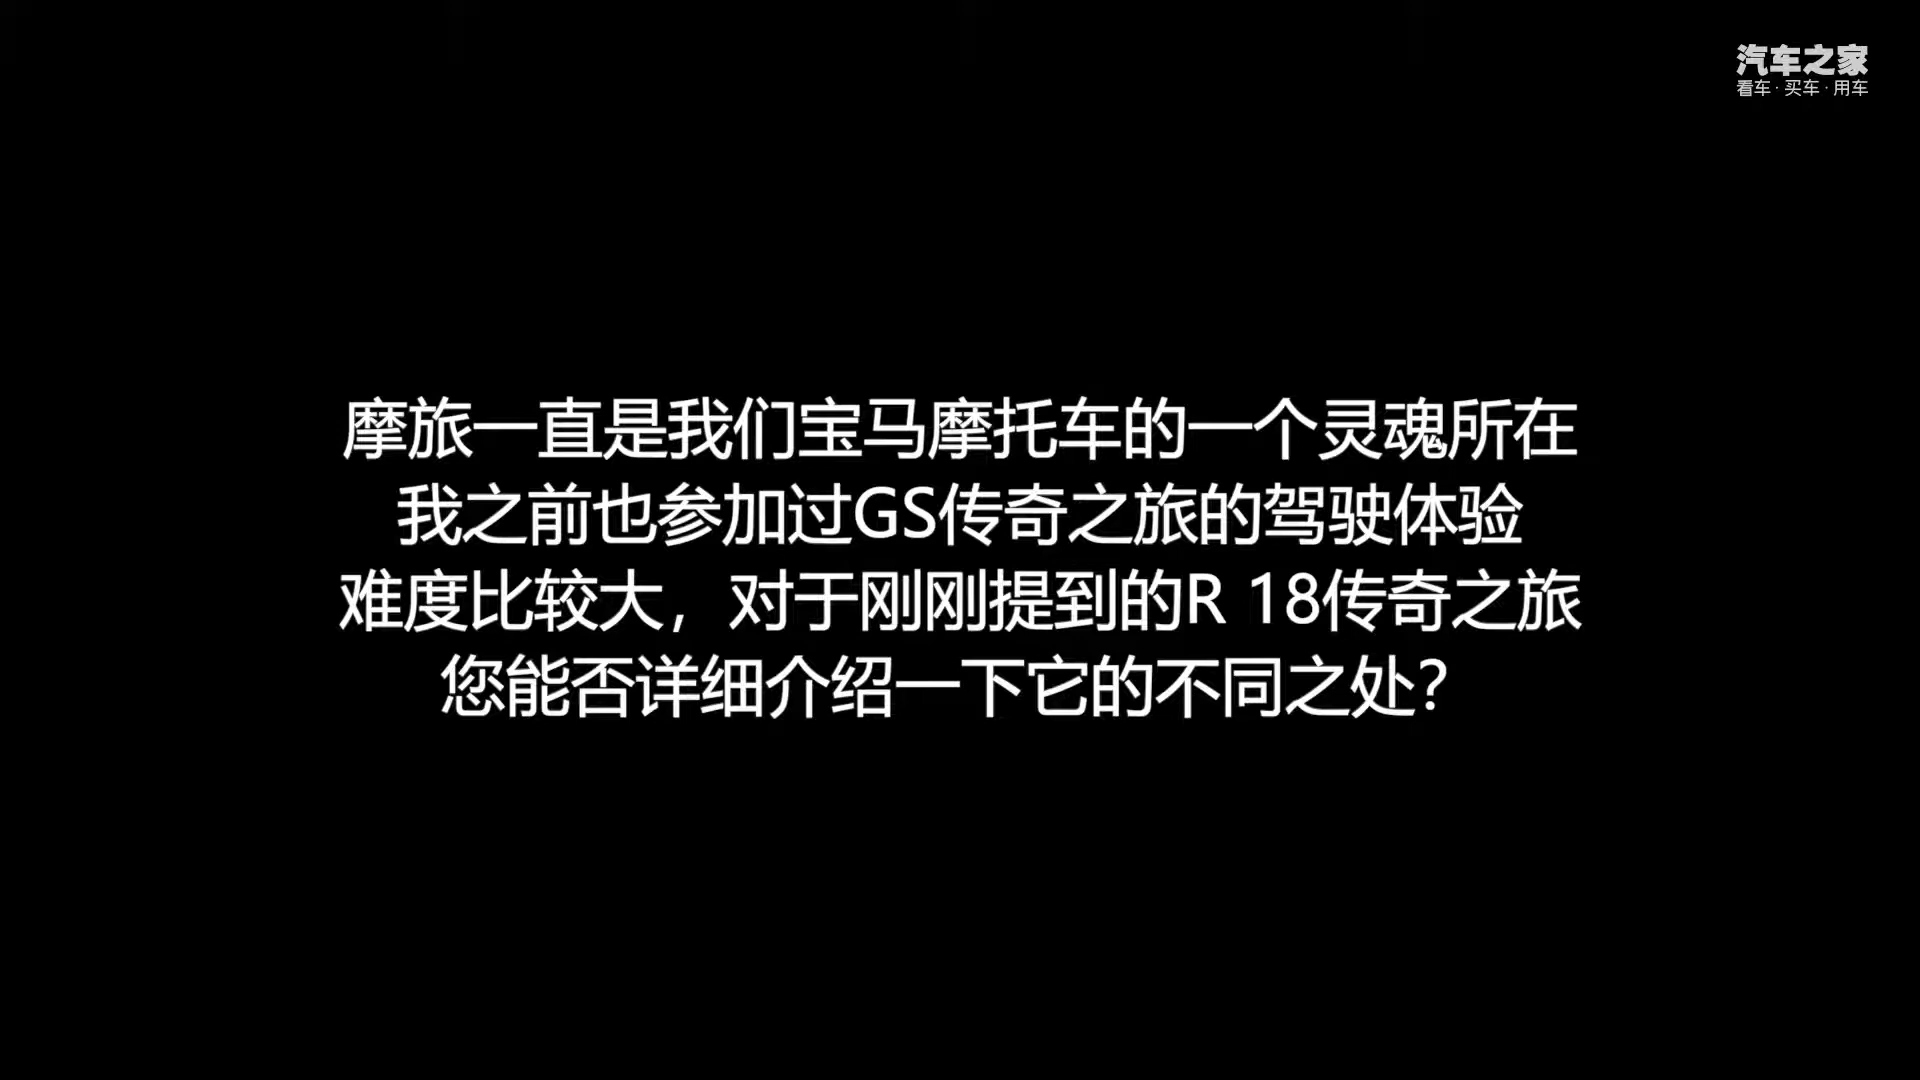 汽车之家
看车·买车·用车
摩旅一直是我们宝马摩托车的一个灵魂所在
我之前也参加过GS传奇之旅的驾驶体验
难度比较大，对于刚刚提到的R 18传奇之旅
您能否详细介绍一下它的不同之处？